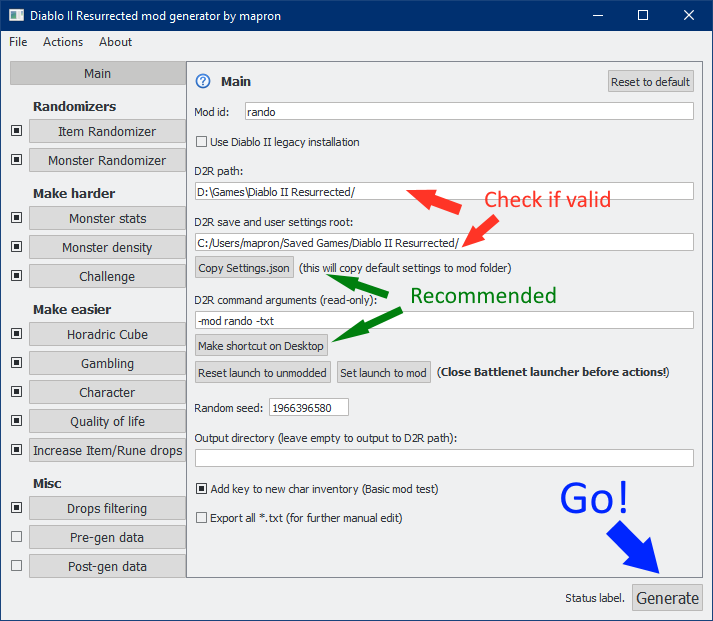 Diablo II Resurrected mod generator by mapron
File Actions About
Main
Randomizers
Item Randomizer
Monster Randomizer
Make harder
Monster stats
Monster density
Challenge
Make easier
Horadric Cube
Gambling
Character
Quality of life
Increase Item/Rune drops
Misc
Drops filtering
Pre-gen data
Post-gen data
? Main
Reset to default
Mod id: rando
Use Diablo II legacy installation
D2R path:
D:\Games\Diablo II Resurrected/
Check if valid
D2R save and user settings root:
C:/Users/mapron/Saved Games/Diablo II Resurrected/
Copy Settings.json (this will copy default settings to mod folder)
Recommended
D2R command arguments (read-only):
-mod rando -txt
Make shortcut on Desktop
Reset launch to unmodded Set launch to mod (Close Battlenet launcher before actions!)
Random seed: 1966396580
Output directory (leave empty to output to D2R path):
Add key to new char inventory (Basic mod test)
Export all *.txt (for further manual edit)
Go!
Status label. Generate